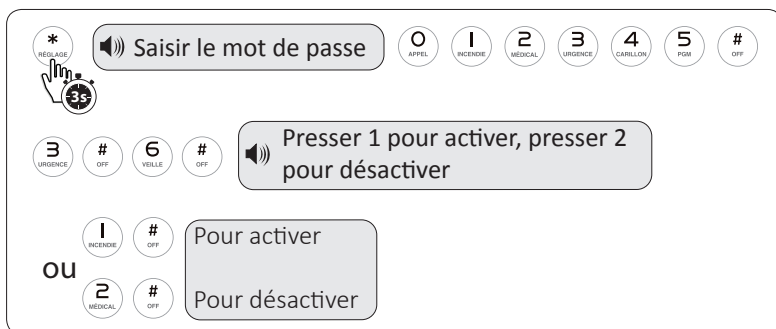 * RÉGLAGE 3s Saisir le mot de passe 0 APPEL 1 INCENDIE 2 MÉDICAL 3 URGENCE 4 CARILLON 5 PGM # OFF
3 URGENCE # OFF 6 VEILLE # OFF Presser 1 pour activer, presser 2
pour désactiver
1 INCENDIE # OFF Pour activer
ou
2 MÉDICAL # OFF Pour désactiver